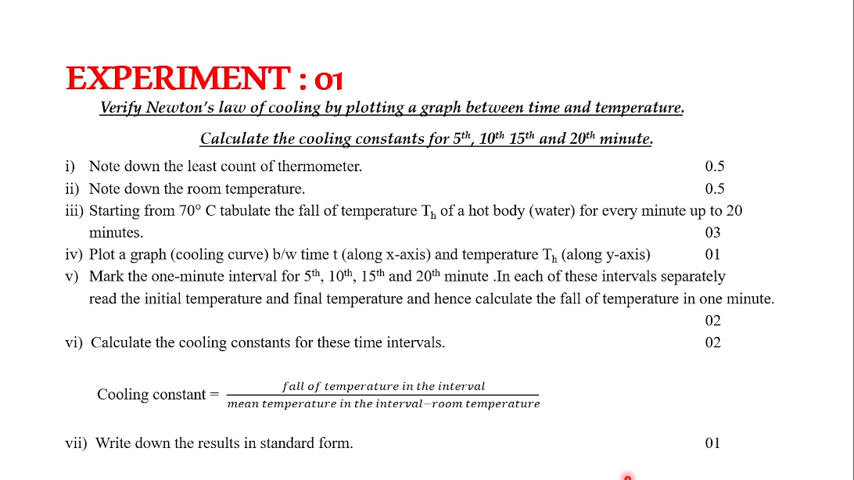 EXPERIMENT : 01
Verify Newton's law of cooling by plotting a graph between time and temperature.
Calculate the cooling constants for 5th, 10th 15th and 20th minute.
i) Note down the least count of thermometer. 0.5
ii) Note down the room temperature. 0.5
iii) Starting from 70° C tabulate the fall of temperature Th of a hot body (water) for every minute up to 20
minutes. 03
iv) Plot a graph (cooling curve) b/w time t (along x-axis) and temperature Th (along y-axis) 01
v) Mark the one-minute interval for 5th, 10th, 15th and 20th minute .In each of these intervals separately
read the initial temperature and final temperature and hence calculate the fall of temperature in one minute.
02
vi) Calculate the cooling constants for these time intervals. 02
fall of temperature in the interval
Cooling constant =
mean temperature in the interval−room temperature
vii) Write down the results in standard form. 01